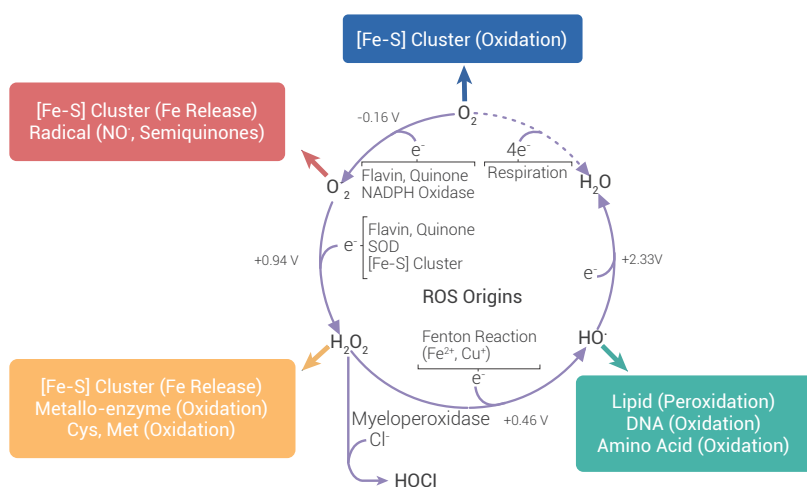 [Fe-S] Cluster (Oxidation)
[Fe-S] Cluster (Fe Release)
Radical (NO·, Semiquinones)
-0.16 V
O₂
e⁻
4e⁻
Flavin, Quinone
NADPH Oxidase
Respiration
O₂⁻
H₂O
+0.94 V
e⁻
Flavin, Quinone
SOD
[Fe-S] Cluster
e⁻
+2.33V
ROS Origins
H₂O₂
Fenton Reaction
(Fe²⁺, Cu⁺)
HO·
e⁻
[Fe-S] Cluster (Fe Release)
Metallo-enzyme (Oxidation)
Cys, Met (Oxidation)
Myeloperoxidase
+0.46 V
Cl⁻
HOCl
Lipid (Peroxidation)
DNA (Oxidation)
Amino Acid (Oxidation)